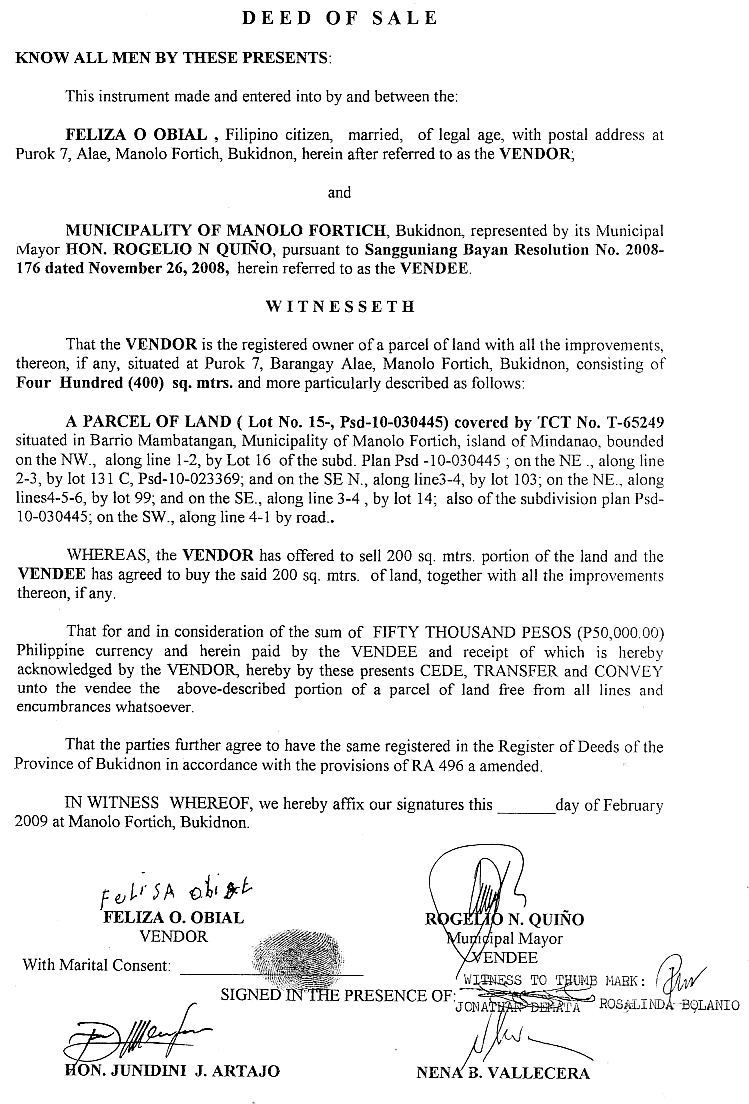 DEED OF SALE
KNOW ALL MEN BY THESE PRESENTS:
This instrument made and entered into by and between the:
FELIZA O OBIAL , Filipino citizen, married, of legal age, with postal address at
Purok 7, Alae, Manolo Fortich, Bukidnon, herein after referred to as the VENDOR;
and
MUNICIPALITY OF MANOLO FORTICH, Bukidnon, represented by its Municipal
Mayor HON. ROGELIO N QUIÑO, pursuant to Sangguniang Bayan Resolution No. 2008-
176 dated November 26, 2008, herein referred to as the VENDEE.
WITNESSETH
That the VENDOR is the registered owner of a parcel of land with all the improvements,
thereon, if any, situated at Purok 7, Barangay Alae, Manolo Fortich, Bukidnon, consisting of
Four Hundred (400) sq. mtrs. and more particularly described as follows:
A PARCEL OF LAND ( Lot No. 15-, Psd-10-030445) covered by TCT No. T-65249
situated in Barrio Mambatangan, Municipality of Manolo Fortich, island of Mindanao, bounded
on the NW., along line 1-2, by Lot 16 of the subd. Plan Psd -10-030445 ; on the NE ., along line
2-3, by lot 131 C, Psd-10-023369; and on the SE N., along line3-4, by lot 103; on the NE., along
lines4-5-6, by lot 99; and on the SE., along line 3-4 , by lot 14; also of the subdivision plan Psd-
10-030445; on the SW., along line 4-1 by road..
WHEREAS, the VENDOR has offered to sell 200 sq. mtrs. portion of the land and the
VENDEE has agreed to buy the said 200 sq. mtrs. of land, together with all the improvements
thereon, if any.
That for and in consideration of the sum of FIFTY THOUSAND PESOS (P50,000.00)
Philippine currency and herein paid by the VENDEE and receipt of which is hereby
acknowledged by the VENDOR, hereby by these presents CEDE, TRANSFER and CONVEY
unto the vendee the above-described portion of a parcel of land free from all lines and
encumbrances whatsoever.
That the parties further agree to have the same registered in the Register of Deeds of the
Province of Bukidnon in accordance with the provisions of RA 496 a amended.
IN WITNESS WHEREOF, we hereby affix our signatures this _______day of February
2009 at Manolo Fortich, Bukidnon.
FeLiSA obiaL
FELIZA O. OBIAL ROGELIO N. QUIÑO
VENDOR Municipal Mayor
VENDEE
With Marital Consent:
WITNESS TO THUMB MARK:
SIGNED IN THE PRESENCE OF:
JONATHAN DEMATA ROSALINDA BOLANIO
HON. JUNIDINI J. ARTAJO NENA B. VALLECERA